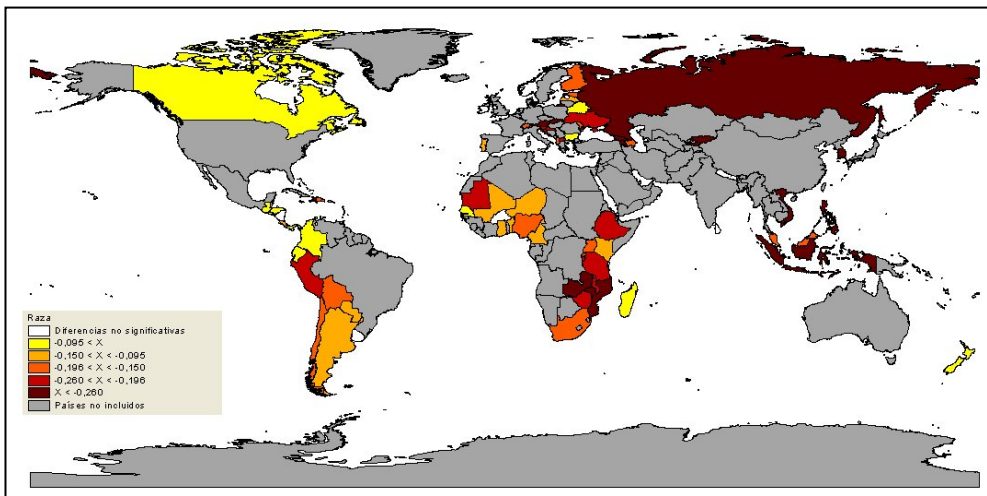 Raza
Diferencias no significativas
-0,095 < X
-0,150 < X < -0,095
-0,196 < X < -0,150
-0,260 < X < -0,196
X < -0,260
Países no incluidos